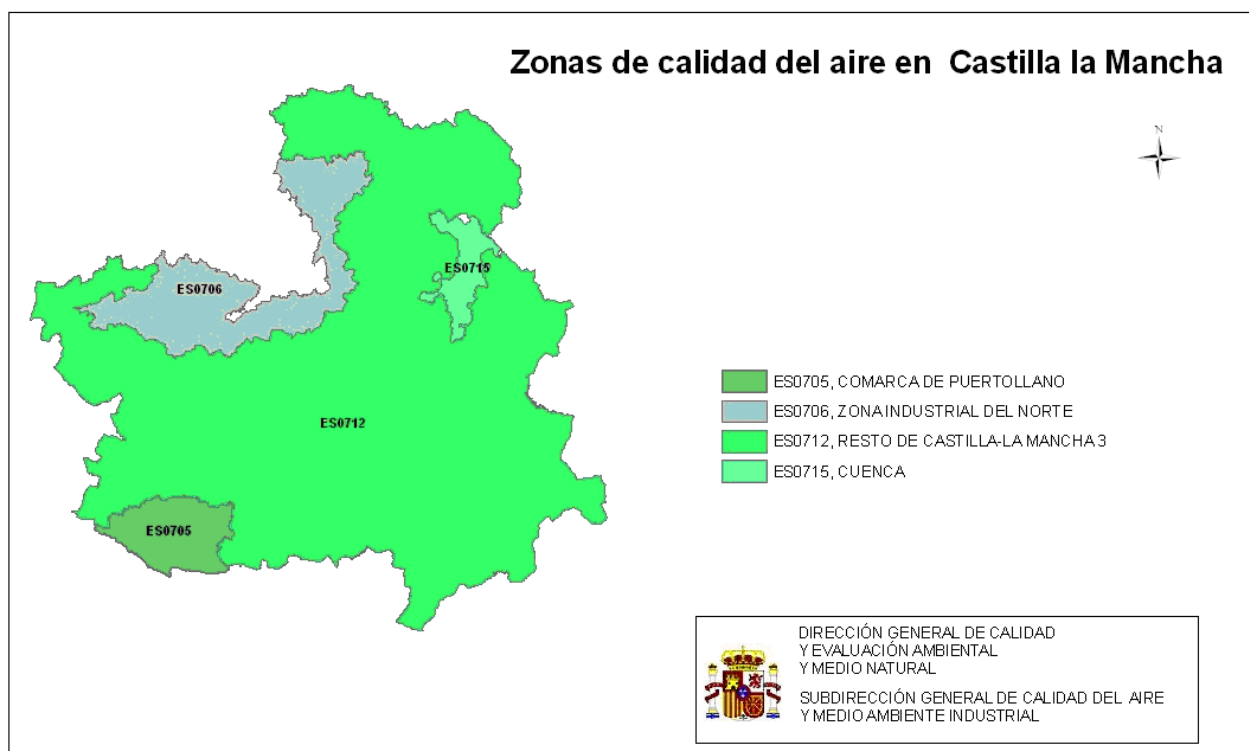 Zonas de calidad del aire en Castilla la Mancha
N
ES0715
ES0706
ES0712
ES0705
ES0705, COMARCA DE PUERTOLLANO
ES0706, ZONA INDUSTRIAL DEL NORTE
ES0712, RESTO DE CASTILLA-LA MANCHA 3
ES0715, CUENCA
DIRECCIÓN GENERAL DE CALIDAD
Y EVALUACIÓN AMBIENTAL
Y MEDIO NATURAL
SUBDIRECCIÓN GENERAL DE CALIDAD DEL AIRE
Y MEDIO AMBIENTE INDUSTRIAL